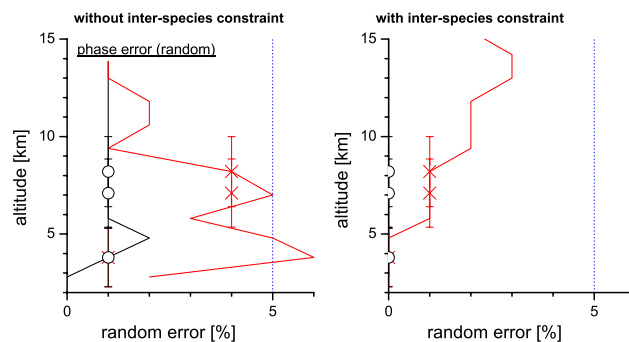 without inter-species constraint
with inter-species constraint
phase error (random)
15
10
5
altitude [km]
0
5
random error [%]
15
10
5
altitude [km]
0
5
random error [%]